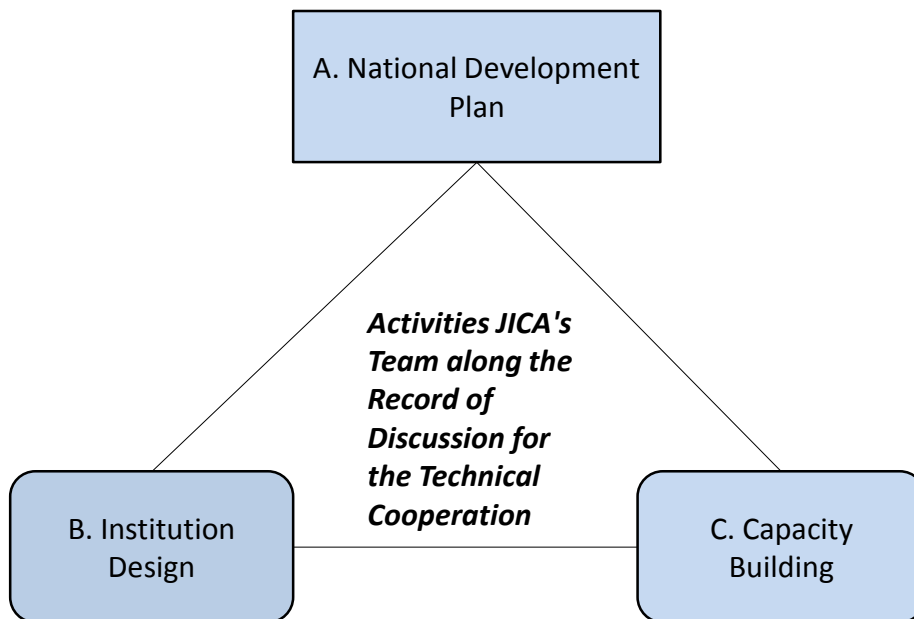 A. National Development
Plan
Activities JICA's
Team along the
Record of
Discussion for
the Technical
Cooperation
B. Institution
Design
C. Capacity
Building